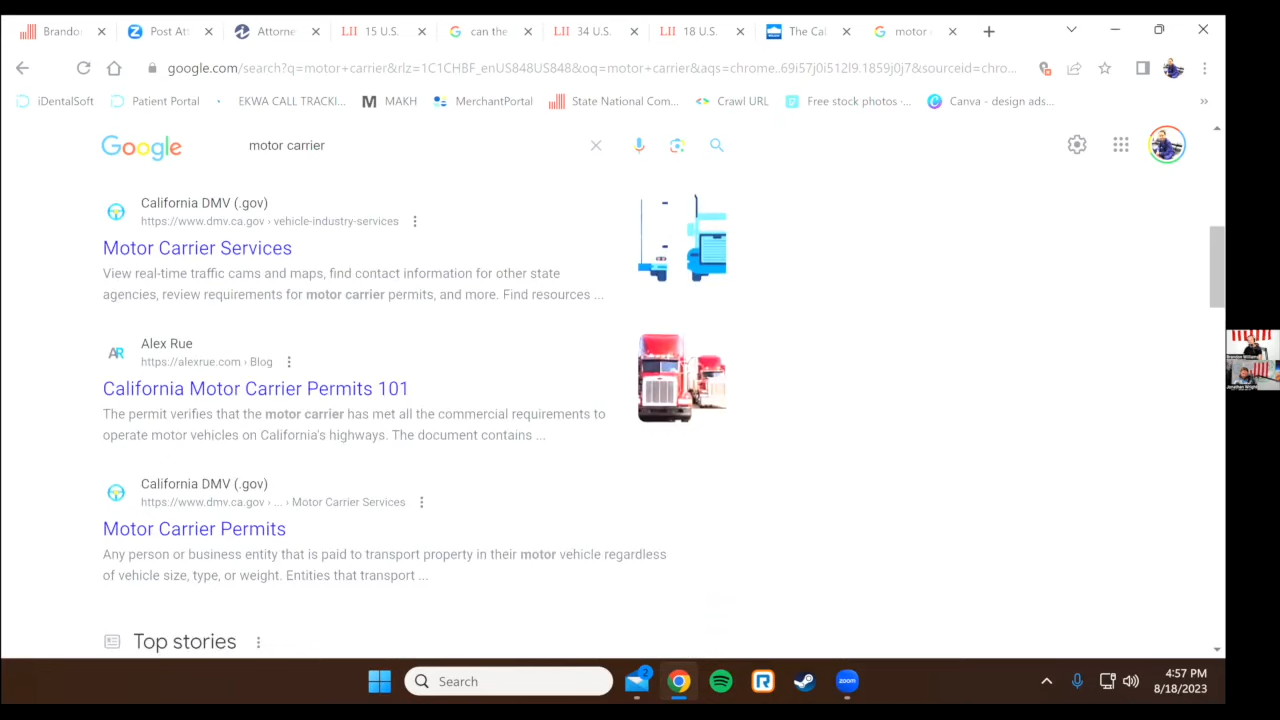 Brando
Post Att
Attorne
LII 15 U.S.
can the
LII 34 U.S.
LII 18 U.S.
The Cal
motor
google.com/search?q=motor+carrier&rlz=1C1CHBF_enUS848US848&oq=motor+carrier&aqs=chrome..69i57j0i512l9.1859j0j7&sourceid=chro...
iDentalSoft
Patient Portal
EKWA CALL TRACKI...
M MAKH
MerchantPortal
State National Com...
Crawl URL
Free stock photos ·...
Canva - design ads...
»
Google
motor carrier
California DMV (.gov)
https://www.dmv.ca.gov › vehicle-industry-services
Motor Carrier Services
View real-time traffic cams and maps, find contact information for other state
agencies, review requirements for motor carrier permits, and more. Find resources ...
AR
Alex Rue
https://alexrue.com › Blog
California Motor Carrier Permits 101
The permit verifies that the motor carrier has met all the commercial requirements to
operate motor vehicles on California's highways. The document contains ...
California DMV (.gov)
https://www.dmv.ca.gov › ... › Motor Carrier Services
Motor Carrier Permits
Any person or business entity that is paid to transport property in their motor vehicle regardless
of vehicle size, type, or weight. Entities that transport ...
Top stories
Search
2
zoom
4:57 PM
8/18/2023